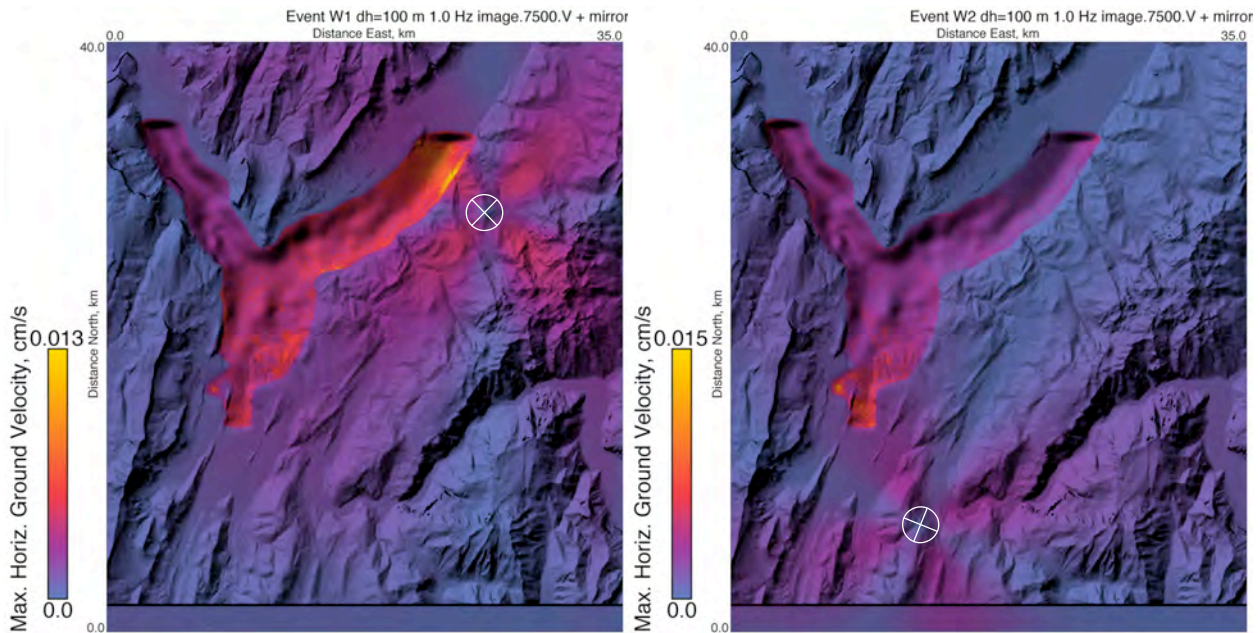 Event W1 dh=100 m 1.0 Hz image.7500.V + mirror
Distance East, km
0.0
35.0
40.0
Distance North, km
0.0
Max. Horiz. Ground Velocity, cm/s
0.013
0.0
Event W2 dh=100 m 1.0 Hz image.7500.V + mirror
Distance East, km
0.0
35.0
40.0
Distance North, km
0.0
Max. Horiz. Ground Velocity, cm/s
0.015
0.0